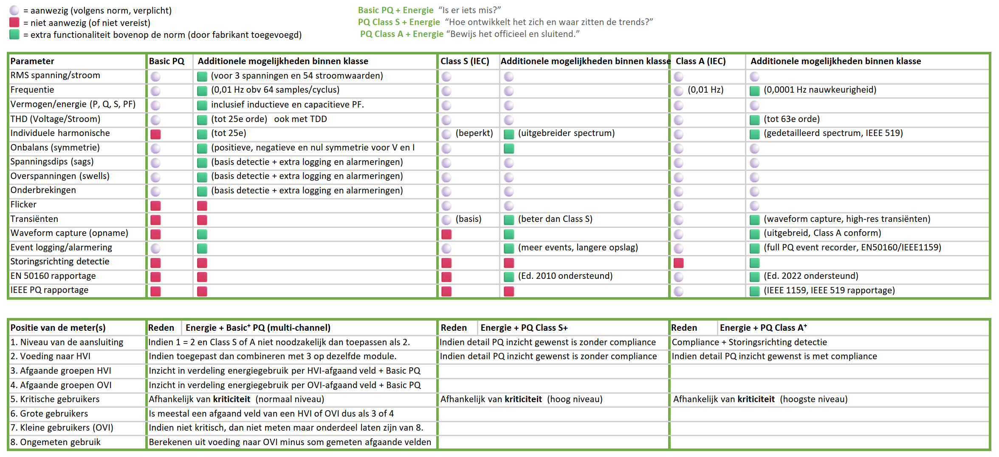 = aanwezig (volgens norm, verplicht)
= niet aanwezig (of niet vereist)
= extra functionaliteit bovenop de norm (door fabrikant toegevoegd)
Basic PQ + Energie “Is er iets mis?”
PQ Class S + Energie “Hoe ontwikkelt het zich en waar zitten de trends?”
PQ Class A + Energie “Bewijs het officieel en sluitend.”
Parameter Basic PQ Additionele mogelijkheden binnen klasse Class S (IEC) Additionele mogelijkheden binnen klasse Class A (IEC) Additionele mogelijkheden binnen klasse
RMS spanning/stroom (voor 3 spanningen en 54 stroomwaarden)
Frequentie (0,01 Hz obv 64 samples/cyclus) (0,01 Hz) (0,0001 Hz nauwkeurigheid)
Vermogen/energie (P, Q, S, PF) inclusief inductieve en capacitieve PF.
THD (Voltage/Stroom) (tot 25e orde) ook met TDD (tot 63e orde)
Individuele harmonische (tot 25e) (beperkt) (uitgebreider spectrum) (gedetailleerd spectrum, IEEE 519)
Onbalans (symmetrie) (positieve, negatieve en nul symmetrie voor V en I
Spanningsdips (sags) (basis detectie + extra logging en alarmeringen)
Overspanningen (swells) (basis detectie + extra logging en alarmeringen)
Onderbrekingen (basis detectie + extra logging en alarmeringen)
Flicker
Transiënten (basis) (beter dan Class S) (waveform capture, high-res transiënten)
Waveform capture (opname) (uitgebreid, Class A conform)
Event logging/alarmering (meer events, langere opslag) (full PQ event recorder, EN50160/IEEE1159)
Storingsrichting detectie
EN 50160 rapportage (Ed. 2010 ondersteund) (Ed. 2022 ondersteund)
IEEE PQ rapportage (IEEE 1159, IEEE 519 rapportage)
Positie van de meter(s) Reden Energie + Basic⁺ PQ (multi-channel) Reden Energie + PQ Class S+ Reden Energie + PQ Class A⁺
1. Niveau van de aansluiting Indien 1 = 2 en Class S of A niet noodzakelijk dan toepassen als 2. Indien detail PQ inzicht gewenst is zonder compliance Compliance + Storingsrichting detectie
2. Voeding naar HVI Indien toegepast dan combineren met 3 op dezelfde module. Indien detail PQ inzicht gewenst is zonder compliance Indien detail PQ inzicht gewenst is met compliance
3. Afgaande groepen HVI Inzicht in verdeling energiegebruik per HVI-afgaand veld + Basic PQ
4. Afgaande groepen OVI Inzicht in verdeling energiegebruik per OVI-afgaand veld + Basic PQ
5. Kritische gebruikers Afhankelijk van kriticiteit (normaal niveau) Afhankelijk van kriticiteit (hoog niveau) Afhankelijk van kriticiteit (hoogste niveau)
6. Grote gebruikers Is meestal een afgaand veld van een HVI of OVI dus als 3 of 4
7. Kleine gebruikers (OVI) Indien niet kritisch, dan niet meten maar onderdeel laten zijn van 8.
8. Ongemeten gebruik Berekenen uit voeding naar OVI minus som gemeten afgaande velden